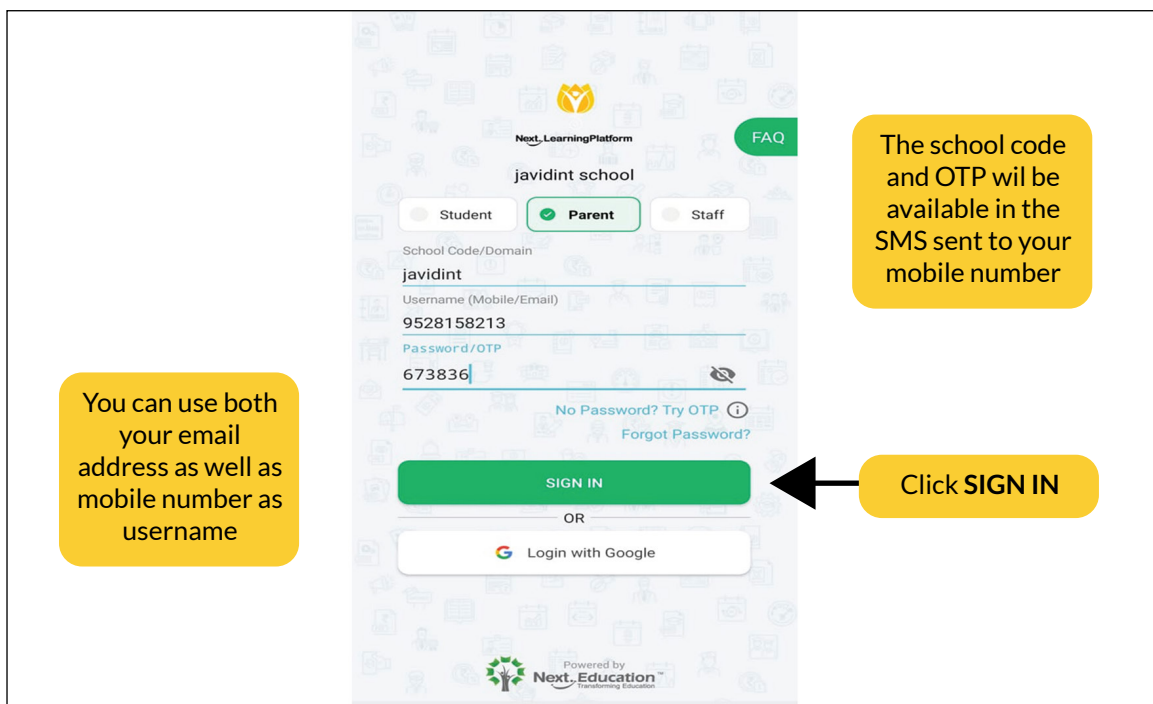 Next.LearningPlatform
FAQ
javidint school
Student
Parent
Staff
School Code/Domain
javidint
Username (Mobile/Email)
9528158213
Password/OTP
673836
No Password? Try OTP
Forgot Password?
SIGN IN
OR
Login with Google
Powered by
Next.Education™
Transforming Education
The school code
and OTP wil be
available in the
SMS sent to your
mobile number
You can use both
your email
address as well as
mobile number as
username
Click SIGN IN